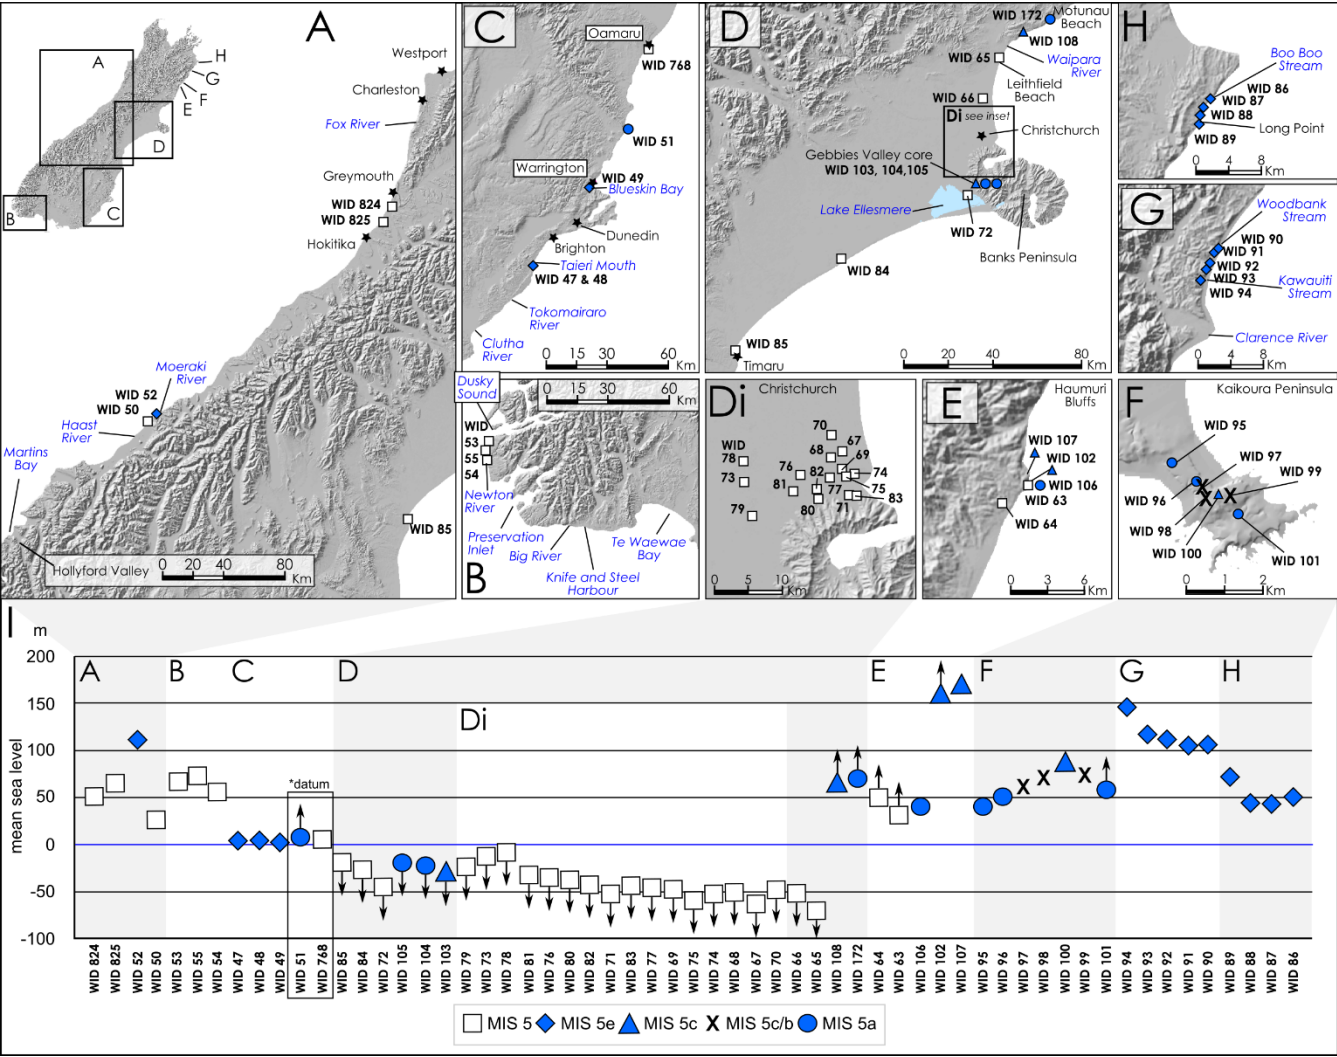 A
B
C
D
E
F
G
H
A
Westport
Charleston
Fox River
Greymouth
WID 824
WID 825
Hokitika
Moeraki
River
WID 52
WID 50
Haast
River
Martins
Bay
WID 85
Hollyford Valley
0 20 40 80
Km
C
Oamaru
WID 768
WID 51
Warrington
WID 49
Blueskin Bay
Dunedin
Brighton
Taieri Mouth
WID 47 & 48
Tokomairaro
River
Clutha
River
0 15 30 60
Km
Dusky
Sound
0 15 30 60
Km
WID
53
55
54
Newton
River
Preservation
Inlet
Big River
Te Waewae
Bay
Knife and Steel
Harbour
B
D
WID 172
Motunau
Beach
WID 108
Waipara
River
WID 65
Leithfield
Beach
WID 66
Di see inset
Christchurch
Gebbies Valley core
WID 103, 104,105
Lake Ellesmere
WID 72
Banks Peninsula
WID 84
WID 85
Timaru
0 20 40 80
Km
Di
Christchurch
70
67
68
69
WID
78
76
82
74
73
81
77
75
83
80
71
79
0 5 10
Km
E
Haumuri
Bluffs
WID 107
WID 102
WID 106
WID 63
WID 64
0 3 6
Km
H
Boo Boo
Stream
WID 86
WID 87
WID 88
Long Point
WID 89
0 4 8
Km
G
Woodbank
Stream
WID 90
WID 91
WID 92
WID 93
Kawauiti
Stream
WID 94
Clarence River
0 4 8
Km
F
Kaikoura Peninsula
WID 95
WID 97
WID 99
WID 96
WID 98
WID 100
WID 101
0 1 2
Km
I
m
mean sea level
200
150
100
50
0
-50
-100
A
B
C
D
Di
E
F
G
H
*datum
WID 824
WID 825
WID 52
WID 50
WID 53
WID 55
WID 54
WID 47
WID 48
WID 49
WID 51
WID 768
WID 85
WID 84
WID 72
WID 105
WID 104
WID 103
WID 79
WID 73
WID 78
WID 81
WID 76
WID 80
WID 82
WID 71
WID 83
WID 77
WID 69
WID 75
WID 74
WID 68
WID 67
WID 70
WID 66
WID 65
WID 108
WID 172
WID 64
WID 63
WID 106
WID 102
WID 107
WID 95
WID 96
WID 97
WID 98
WID 100
WID 99
WID 101
WID 94
WID 93
WID 92
WID 91
WID 90
WID 89
WID 88
WID 87
WID 86
MIS 5
MIS 5e
MIS 5c
X MIS 5c/b
MIS 5a